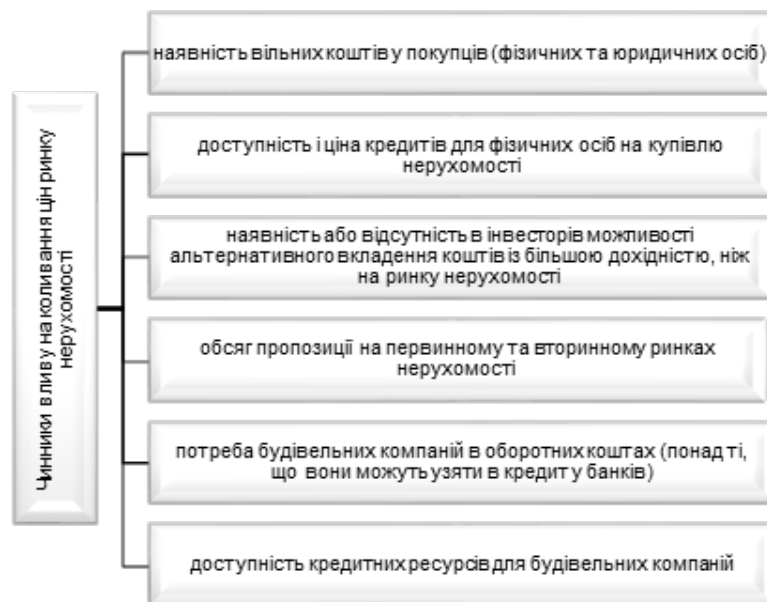 Чинники впливу на коливання цін ринку
нерухомості
наявність вільних коштів у покупців (фізичних та юридичних осіб)
доступність і ціна кредитів для фізичних осіб на купівлю
нерухомості
наявність або відсутність в інвесторів можливості
альтернативного вкладення коштів із більшою дохідністю, ніж
на ринку нерухомості
обсяг пропозиції на первинному та вторинному ринках
нерухомості
потреба будівельних компаній в оборотних коштах (понад ті,
що вони можуть узяти в кредит у банків)
доступність кредитних ресурсів для будівельних компаній